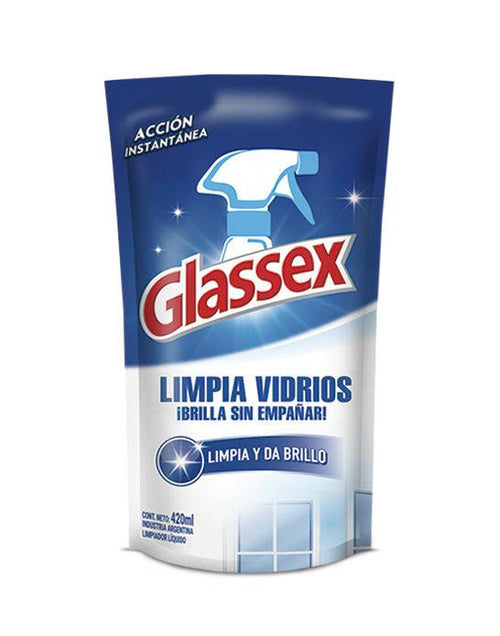 ACCIÓN
INSTANTÁNEA
Glassex
LIMPIA VIDRIOS
¡BRILLA SIN EMPAÑAR!
LIMPIA Y DA BRILLO
CONT. NETO: 420ml
INDUSTRIA ARGENTINA
LIMPIADOR LÍQUIDO